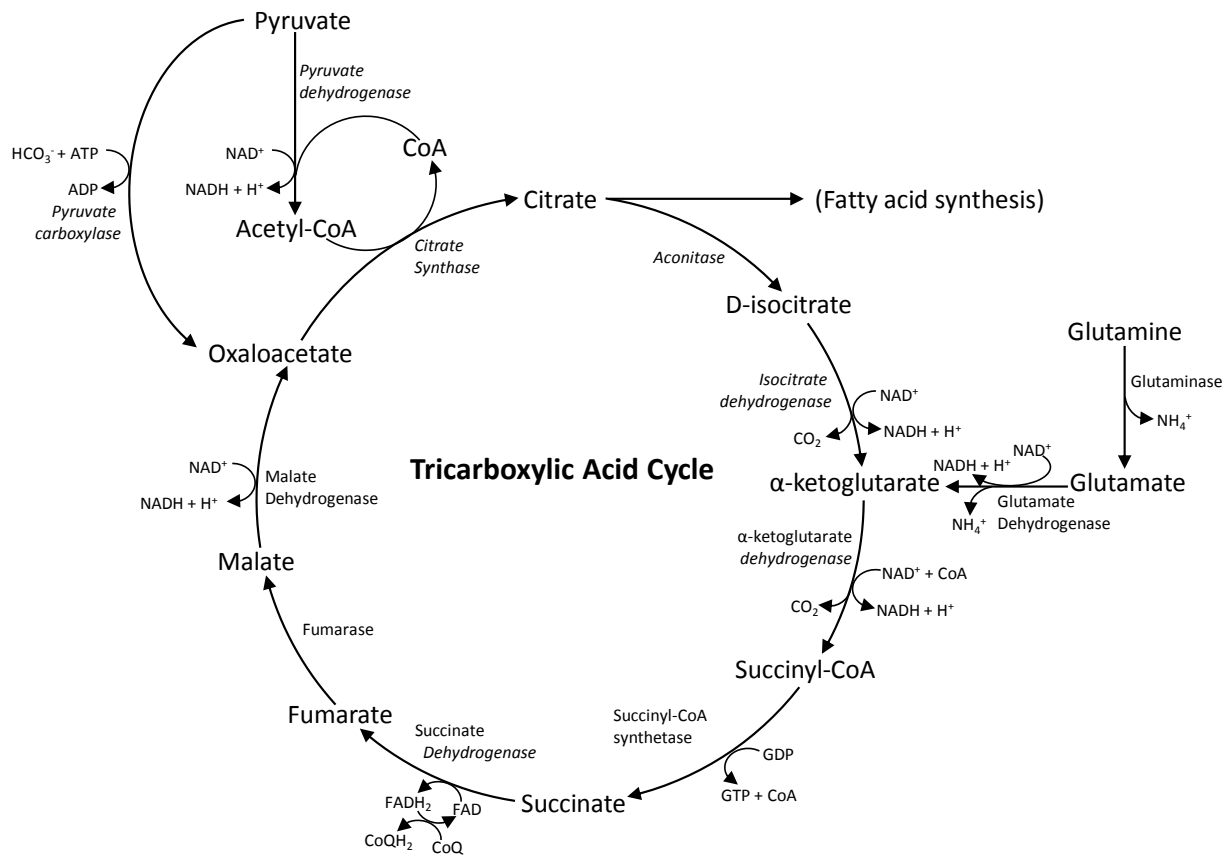 Pyruvate
Pyruvate
dehydrogenase
HCO₃⁻ + ATP
ADP
Pyruvate
carboxylase
NAD⁺
NADH + H⁺
CoA
Acetyl-CoA
Citrate
Synthase
Citrate
(Fatty acid synthesis)
Aconitase
D-isocitrate
Isocitrate
dehydrogenase
NAD⁺
NADH + H⁺
CO₂
Glutamine
Glutaminase
NH₄⁺
Glutamate
NAD⁺
NADH + H⁺
Glutamate
Dehydrogenase
NH₄⁺
α-ketoglutarate
Tricarboxylic Acid Cycle
α-ketoglutarate
dehydrogenase
NAD⁺ + CoA
NADH + H⁺
CO₂
Succinyl-CoA
Succinyl-CoA
synthetase
GDP
GTP + CoA
Succinate
Succinate
Dehydrogenase
FADH₂
FAD
CoQH₂
CoQ
Fumarate
Fumarase
Malate
Malate
Dehydrogenase
NAD⁺
NADH + H⁺
Oxaloacetate